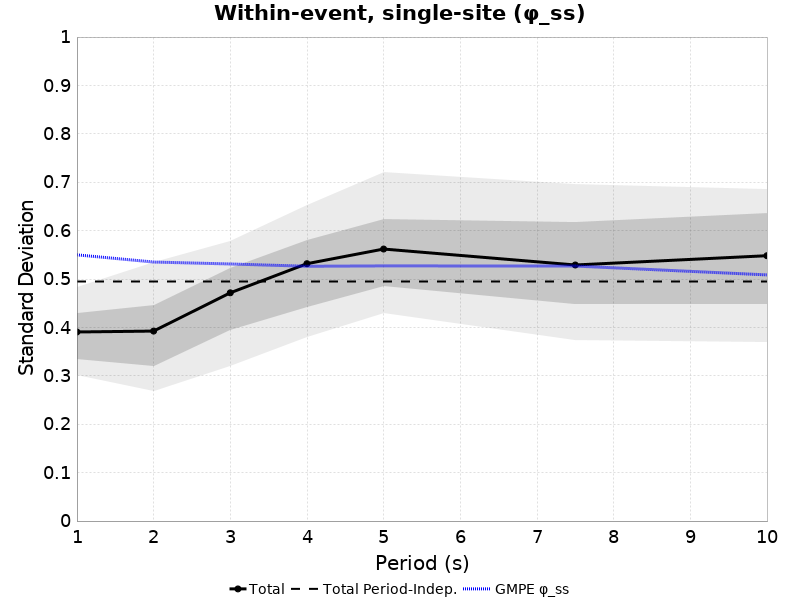 Within-event, single-site (φ_ss)
1
0.9
0.8
0.7
0.6
0.5
0.4
0.3
0.2
0.1
0
Standard Deviation
1 2 3 4 5 6 7 8 9 10
Period (s)
Total Total Period-Indep. GMPE φ_ss